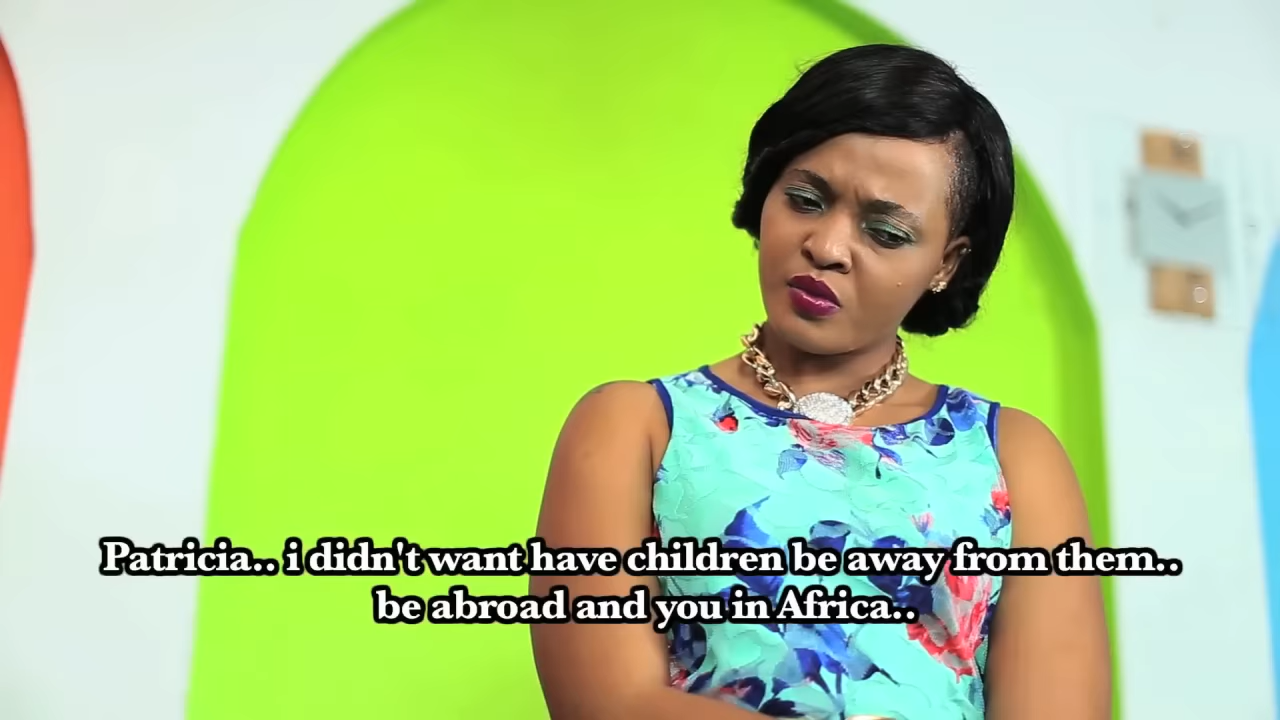 Patricia.. i didn't want have children be away from them..
be abroad and you in Africa..